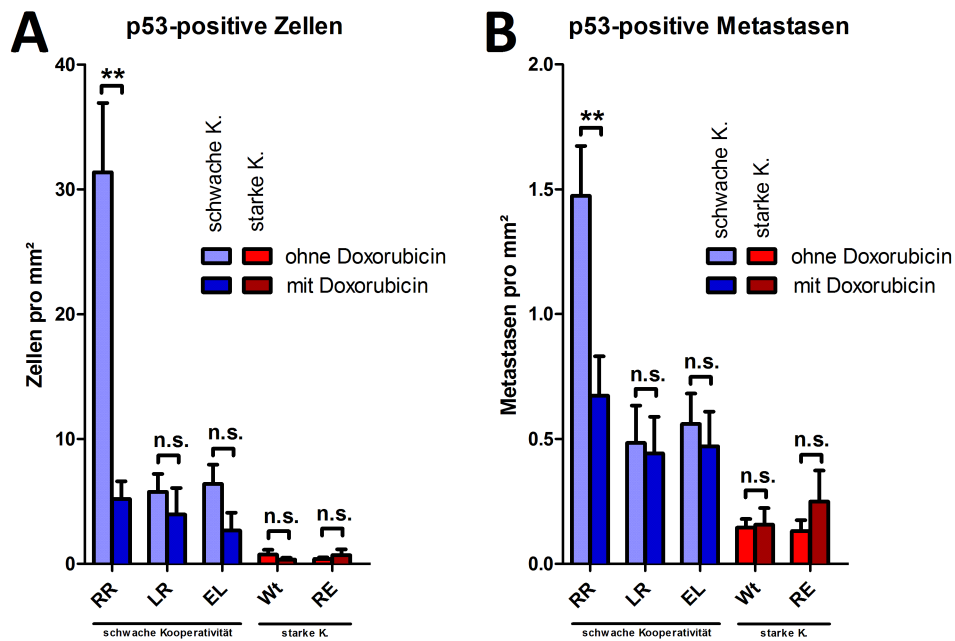 A
p53-positive Zellen
Zellen pro mm²
40
30
20
10
0
**
n.s.
n.s.
n.s.
n.s.
schwache K.
starke K.
ohne Doxorubicin
mit Doxorubicin
RR
LR
EL
Wt
RE
schwache Kooperativität
starke K.
B
p53-positive Metastasen
Metastasen pro mm²
2.0
1.5
1.0
0.5
0.0
**
n.s.
n.s.
n.s.
n.s.
schwache K.
starke K.
ohne Doxorubicin
mit Doxorubicin
RR
LR
EL
Wt
RE
schwache Kooperativität
starke K.